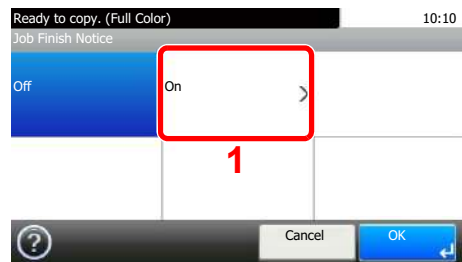 Ready to copy. (Full Color) 10:10
Job Finish Notice
Off On >
1
? Cancel OK